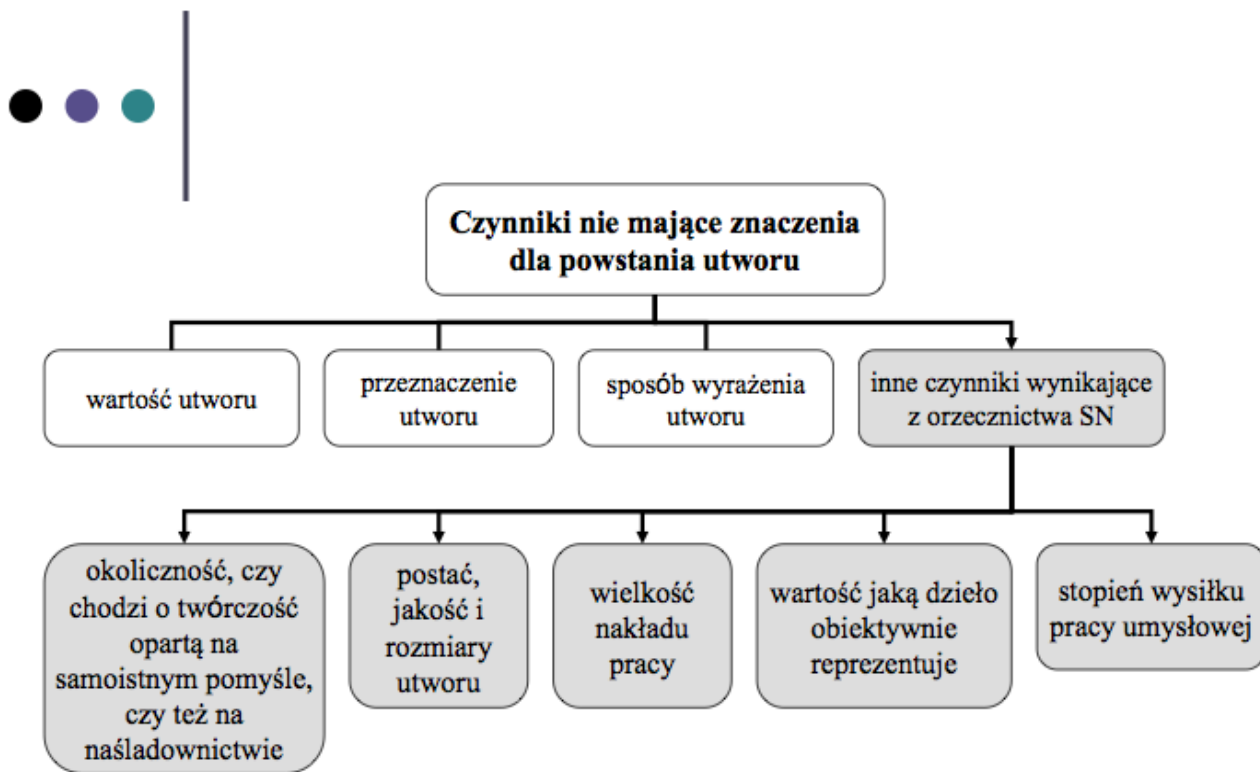 Czynniki nie mające znaczenia
dla powstania utworu
wartość utworu
przeznaczenie
utworu
sposób wyrażenia
utworu
inne czynniki wynikające
z orzecznictwa SN
okoliczność, czy
chodzi o twórczość
opartą na
samoistnym pomyśle,
czy też na
naśladownictwie
postać,
jakość i
rozmiary
utworu
wielkość
nakładu
pracy
wartość jaką dzieło
obiektywnie
reprezentuje
stopień wysiłku
pracy umysłowej